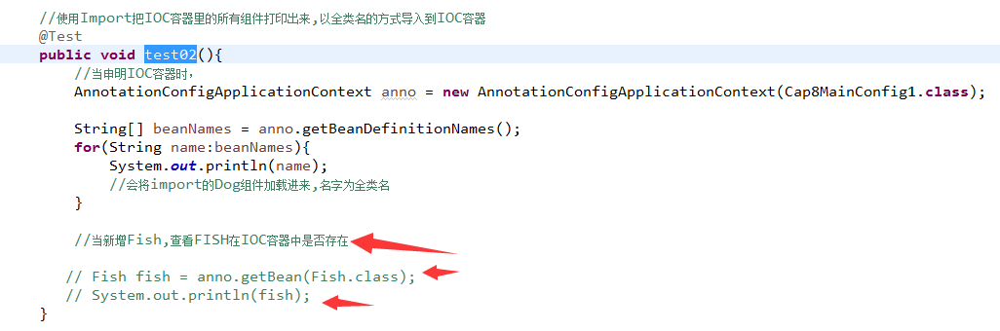 //使用Import把IOC容器里的所有组件打印出来,以全类名的方式导入到IOC容器
@Test
public void test02(){
//当申明IOC容器时，
AnnotationConfigApplicationContext anno = new AnnotationConfigApplicationContext(Cap8MainConfig1.class);
String[] beanNames = anno.getBeanDefinitionNames();
for(String name:beanNames){
System.out.println(name);
//会将import的Dog组件加载进来,名字为全类名
}
//当新增Fish,查看FISH在IOC容器中是否存在
// Fish fish = anno.getBean(Fish.class);
// System.out.println(fish);
}